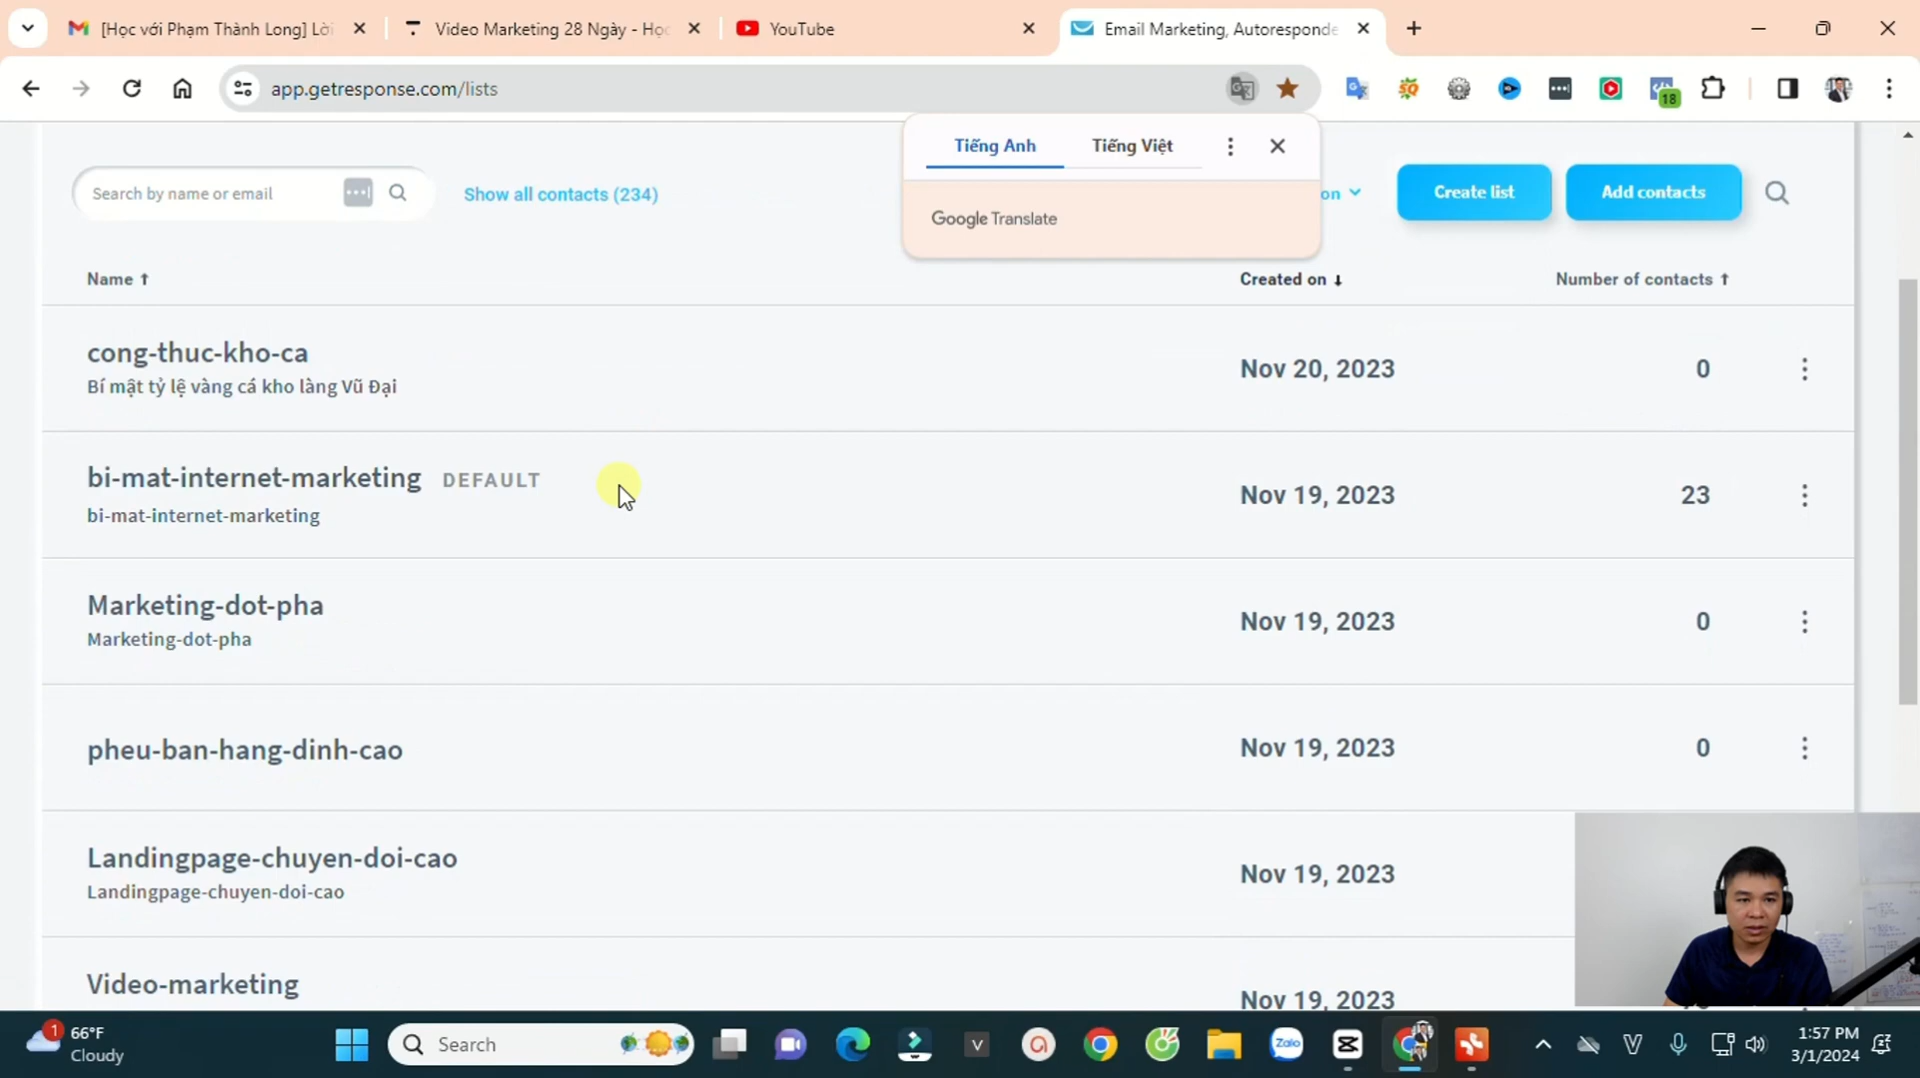 [Học với Phạm Thành Long] Lời
Video Marketing 28 Ngày - Học
YouTube
Email Marketing, Autoresponde
app.getresponse.com/lists
18
Tiếng Anh
Tiếng Việt
Google Translate
Search by name or email
Show all contacts (234)
on
Create list
Add contacts
Name ↑
Created on ↓
Number of contacts ↑
cong-thuc-kho-ca
Bí mật tỷ lệ vàng cá kho làng Vũ Đại
Nov 20, 2023
0
bi-mat-internet-marketing DEFAULT
bi-mat-internet-marketing
Nov 19, 2023
23
Marketing-dot-pha
Marketing-dot-pha
Nov 19, 2023
0
pheu-ban-hang-dinh-cao
Nov 19, 2023
0
Landingpage-chuyen-doi-cao
Landingpage-chuyen-doi-cao
Nov 19, 2023
Video-marketing
Nov 19, 2023
1
66°F
Cloudy
Search
V
Zalo
1:57 PM
3/1/2024